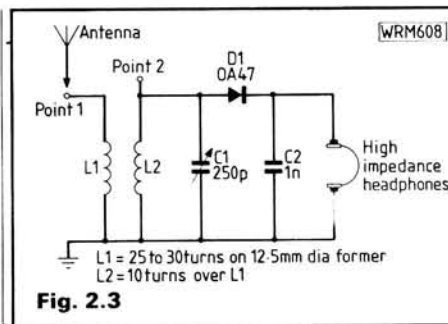 Antenna
WRM608
Point 1
Point 2
D1
OA47
L1
L2
C1
250p
C2
1n
High
impedance
headphones
L1 = 25 to 30 turns on 12·5mm dia former
L2 = 10 turns over L1
Fig. 2.3